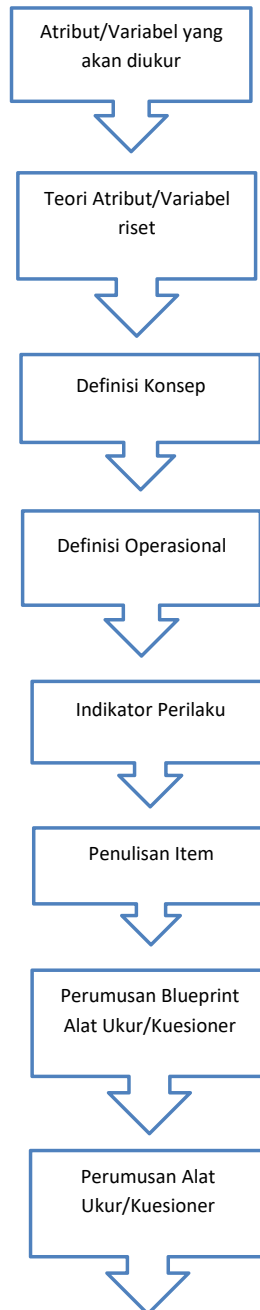 Atribut/Variabel yang
akan diukur
Teori Atribut/Variabel
riset
Definisi Konsep
Definisi Operasional
Indikator Perilaku
Penulisan Item
Perumusan Blueprint
Alat Ukur/Kuesioner
Perumusan Alat
Ukur/Kuesioner